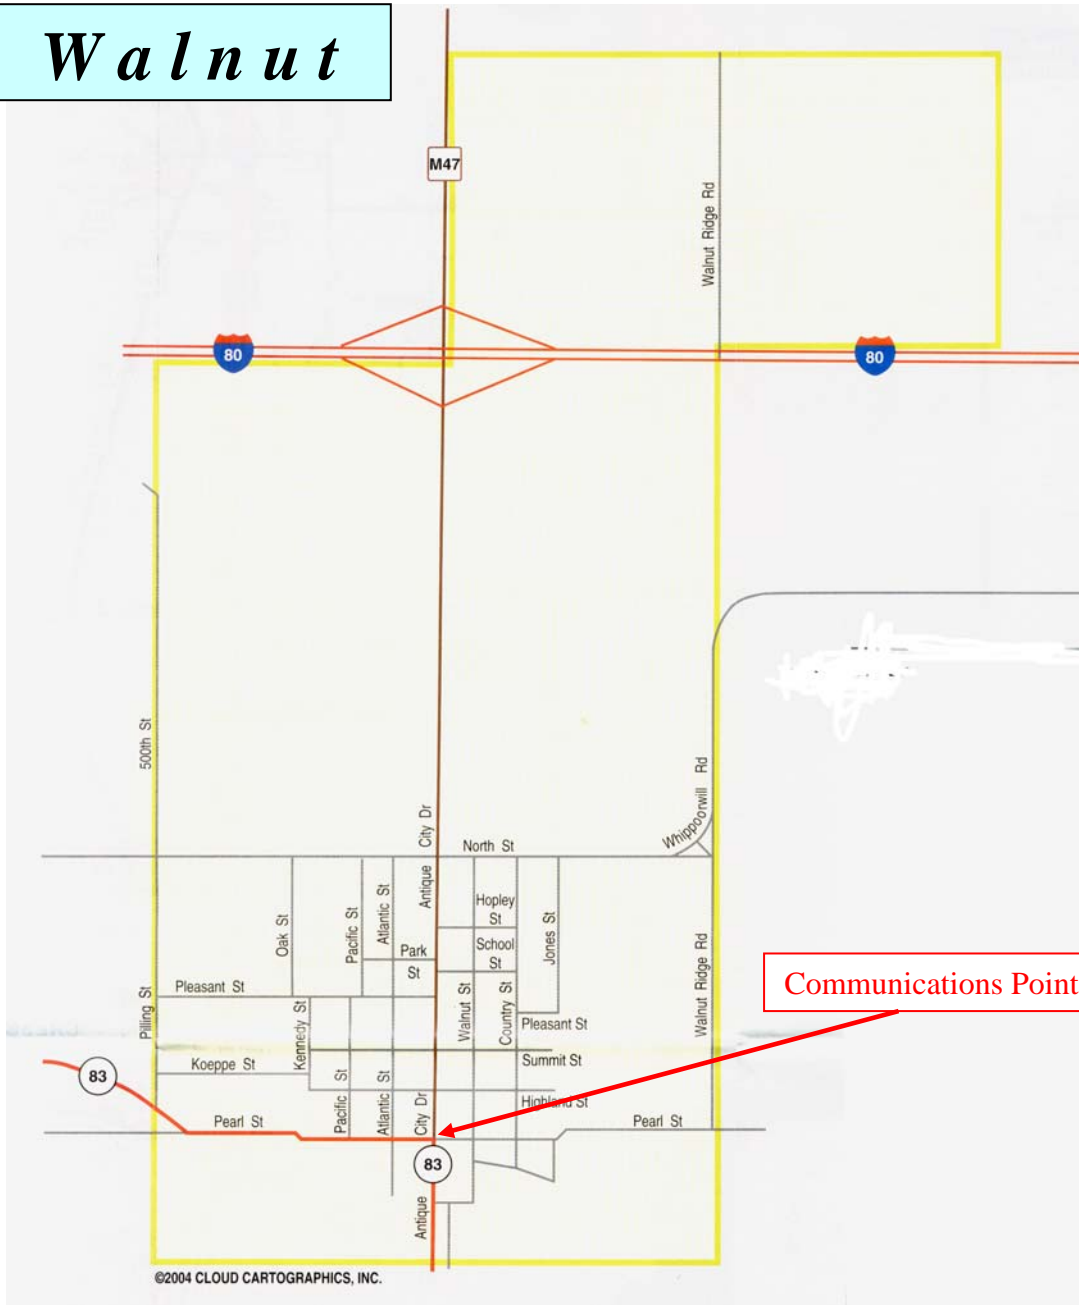 Walnut
M47
Walnut Ridge Rd
80
80
500th St
Antique City Dr
North St
Whippoorwill Rd
Oak St
Pacific St
Atlantic St
Park
St
Hopley
St
School
St
Jones St
Walnut St
Country St
Walnut Ridge Rd
Communications Point
Pleasant St
Pilling St
Kennedy St
Pleasant St
Koeppe St
Summit St
83
Pacific St
Atlantic St
Highland St
Pearl St
Pearl St
83
Antique City Dr
©2004 CLOUD CARTOGRAPHICS, INC.